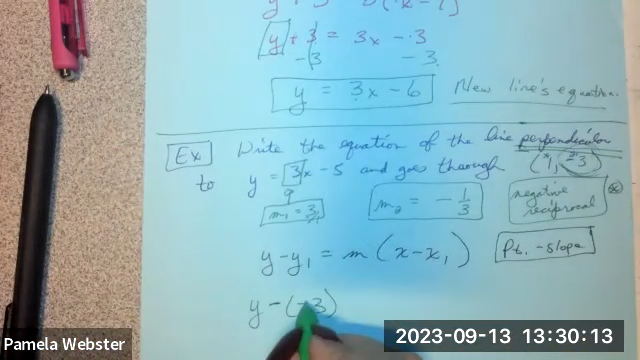 y + 3 = 3x - 3
-3 -3
y = 3x - 6 New line's equation.
Ex Write the equation of the line perpendicular
to y = 3x - 5 and goes through (1, -3)
m₁ = 3/1 m₂ = -1/3 negative reciprocal
y - y₁ = m(x - x₁) Pt. - slope
y - (-3)
Pamela Webster
2023-09-13 13:30:13